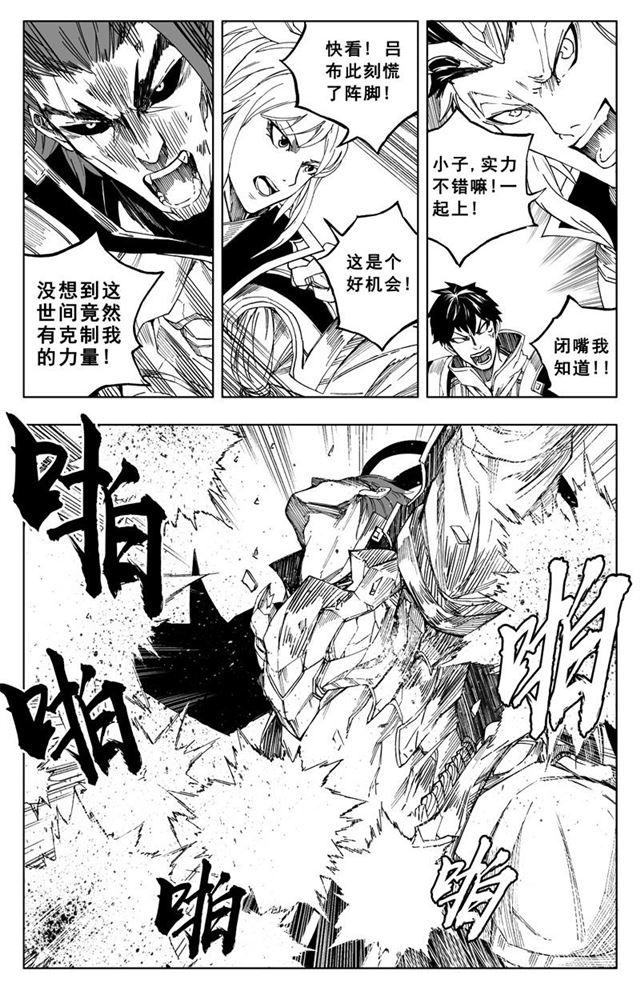 没想到这
世间竟然
有克制我
的力量！
快看！吕
布此刻慌
了阵脚！
这是个
好机会！
小子，实力
不错嘛！一
起上！
闭嘴我
知道！！
啪
啪
啪
啪
啪